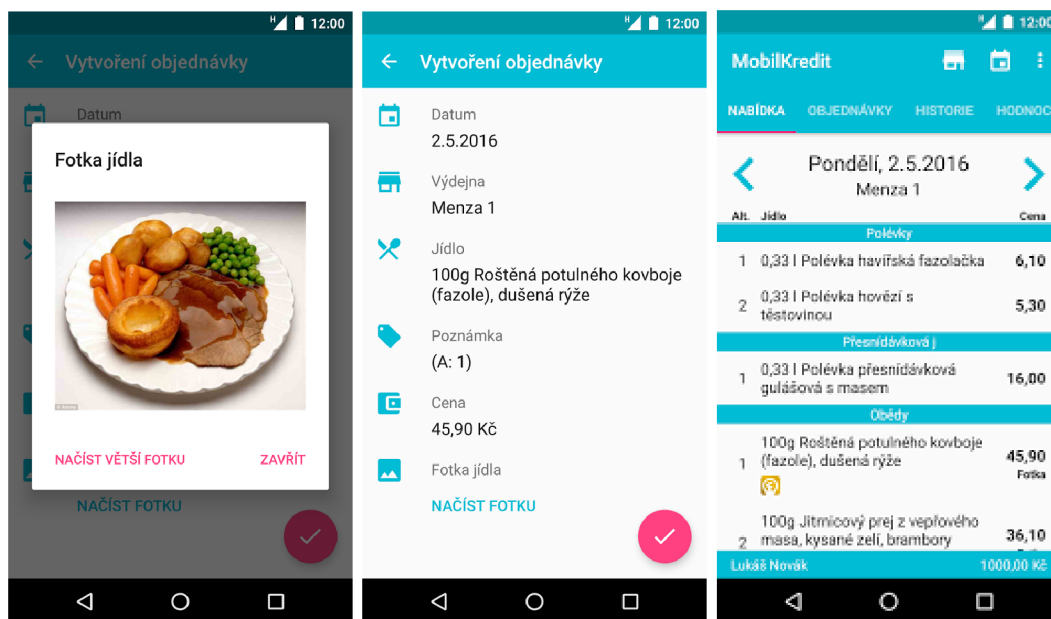 12:00
Vytvoření objednávky
Datum
Fotka jídla
NAČÍST VĚTŠÍ FOTKU
ZAVŘÍT
NAČÍST FOTKU
H
12:00
Vytvoření objednávky
Datum
2.5.2016
Výdejna
Menza 1
Jídlo
100g Roštěná potulného kovboje
(fazole), dušená rýže
Poznámka
(A: 1)
Cena
45,90 Kč
Fotka jídla
NAČÍST FOTKU
H
12:00
MobilKredit
NABÍDKA OBJEDNÁVKY HISTORIE HODNOC
Pondělí, 2.5.2016
Menza 1
Alt. Jídlo Cena
Polévky
1 0,33 l Polévka havířská fazolačka 6,10
2 0,33 l Polévka hovězí s
těstovinou 5,30
Přesnídávková j
1 0,33 l Polévka přesnídávková
gulášová s masem 16,00
Obědy
1 100g Roštěná potulného kovboje
(fazole), dušená rýže 45,90
Fotka
2 100g Jitrnicový prej z vepřového
masa, kysané zelí, brambory 36,10
Lukáš Novák 1000,00 Kč